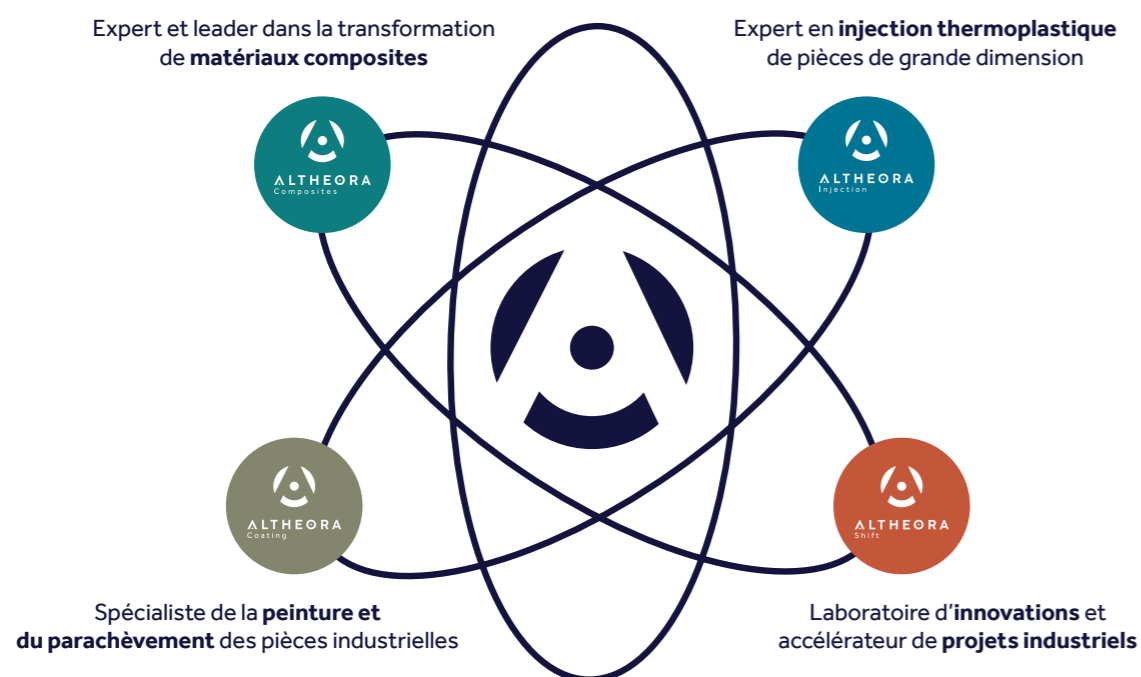 Expert et leader dans la transformation
de matériaux composites
Expert en injection thermoplastique
de pièces de grande dimension
ALTHEORA
Composites
ALTHEORA
Injection
ALTHEORA
Coating
ALTHEORA
Shift
Spécialiste de la peinture et
du parachèvement des pièces industrielles
Laboratoire d'innovations et
accélérateur de projets industriels